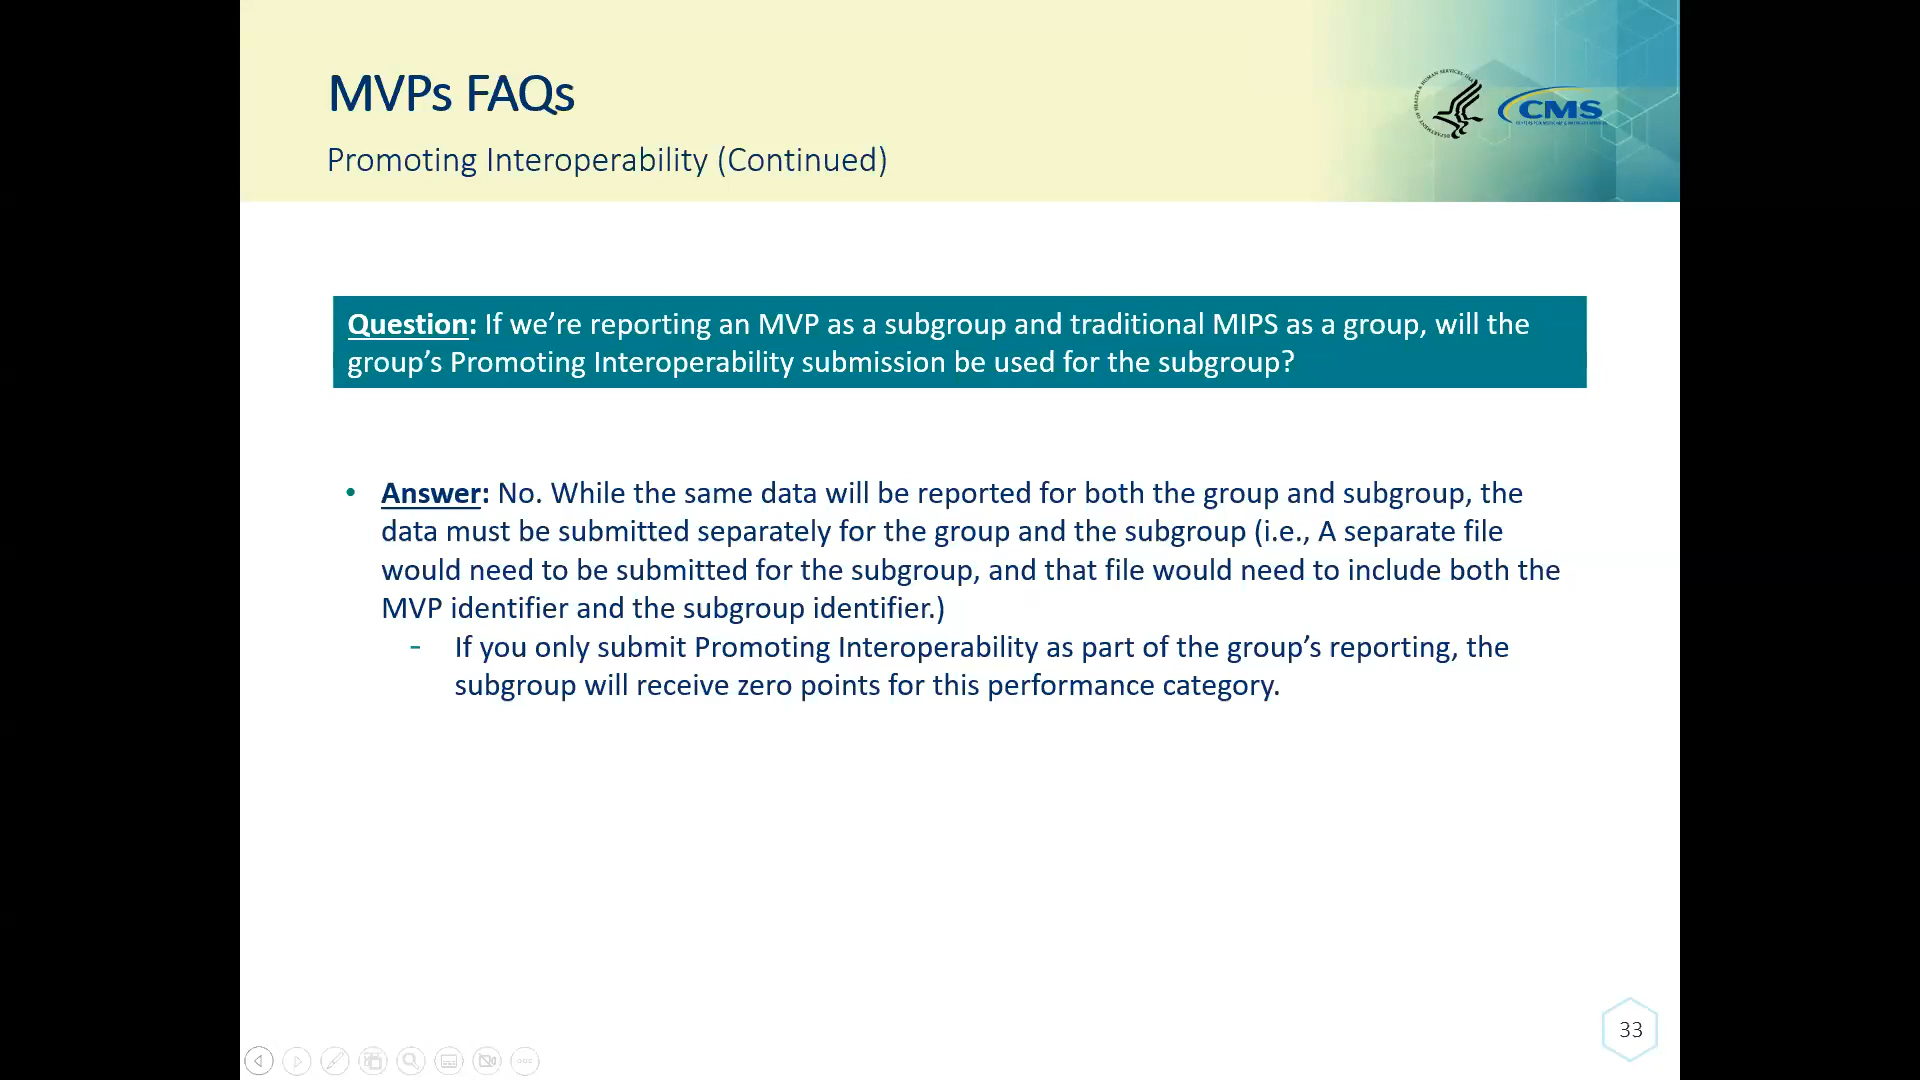 MVPs FAQs
Promoting Interoperability (Continued)
CMS
Question: If we’re reporting an MVP as a subgroup and traditional MIPS as a group, will the
group’s Promoting Interoperability submission be used for the subgroup?
• Answer: No. While the same data will be reported for both the group and subgroup, the
data must be submitted separately for the group and the subgroup (i.e., A separate file
would need to be submitted for the subgroup, and that file would need to include both the
MVP identifier and the subgroup identifier.)
- If you only submit Promoting Interoperability as part of the group’s reporting, the
subgroup will receive zero points for this performance category.
33